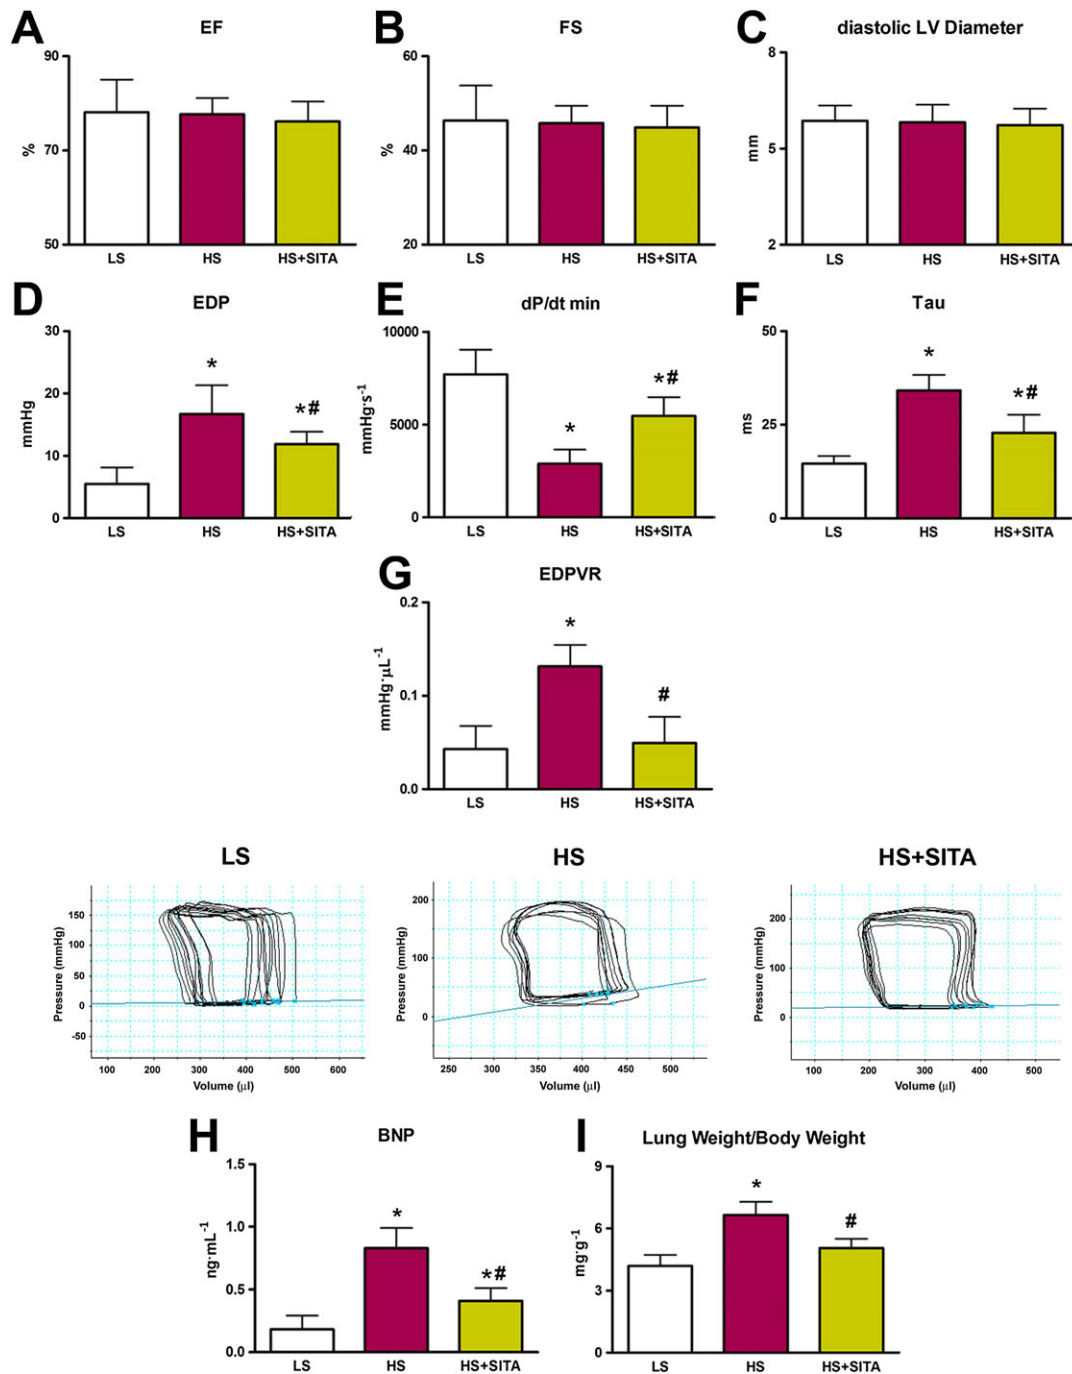 A EF
90
70
50
%
LS HS HS+SITA
B FS
60
40
20
%
LS HS HS+SITA
C diastolic LV Diameter
8
5
2
mm
LS HS HS+SITA
D EDP
30
20
10
0
mmHg
*
*#
LS HS HS+SITA
E dP/dt min
10000
5000
0
mmHg·s⁻¹
*
*#
LS HS HS+SITA
F Tau
50
25
0
ms
*
*#
LS HS HS+SITA
G EDPVR
0.2
0.1
0.0
mmHg·µL⁻¹
*
#
LS HS HS+SITA
LS
150
100
50
0
-50
Pressure (mmHg)
100 200 300 400 500 600
Volume (µl)
HS
200
100
0
Pressure (mmHg)
250 300 350 400 450 500
Volume (µl)
HS+SITA
200
100
0
Pressure (mmHg)
100 200 300 400 500
Volume (µl)
H BNP
1.5
1.0
0.5
0.0
ng·mL⁻¹
*
*#
LS HS HS+SITA
I Lung Weight/Body Weight
9
6
3
0
mg·g⁻¹
*
#
LS HS HS+SITA